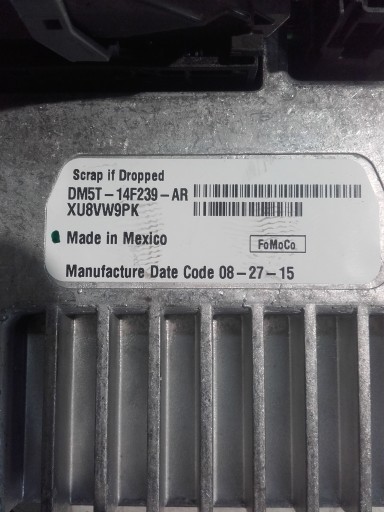 Scrap if Dropped
DM5T-14F239-AR
XU8VW9PK
Made in Mexico
FoMoCo
Manufacture Date Code 08-27-15